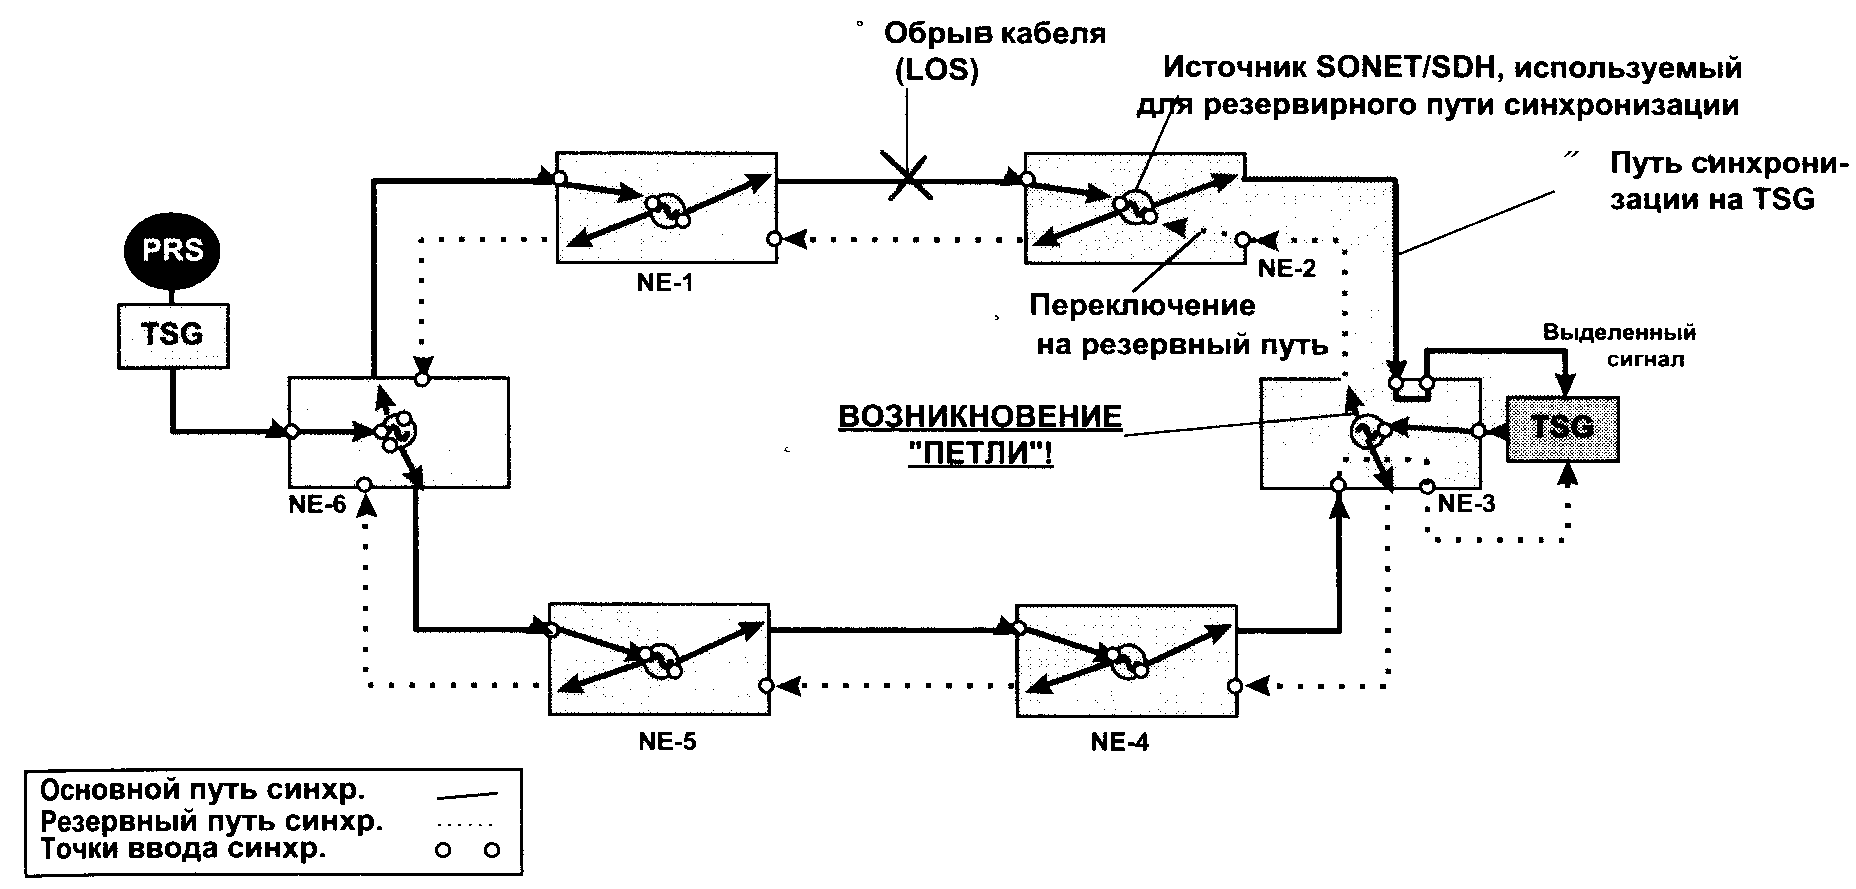 Обрыв кабеля
(LOS)
Источник SONET/SDH, используемый
для резервирного пути синхронизации
Путь синхрони-
зации на TSG
PRS
TSG
NE-1
NE-2
Переключение
на резервный путь
Выделенный
сигнал
ВОЗНИКНОВЕНИЕ
"ПЕТЛИ"!
TSG
NE-6
NE-3
NE-5
NE-4
Основной путь синхр.
Резервный путь синхр.
Точки ввода синхр.